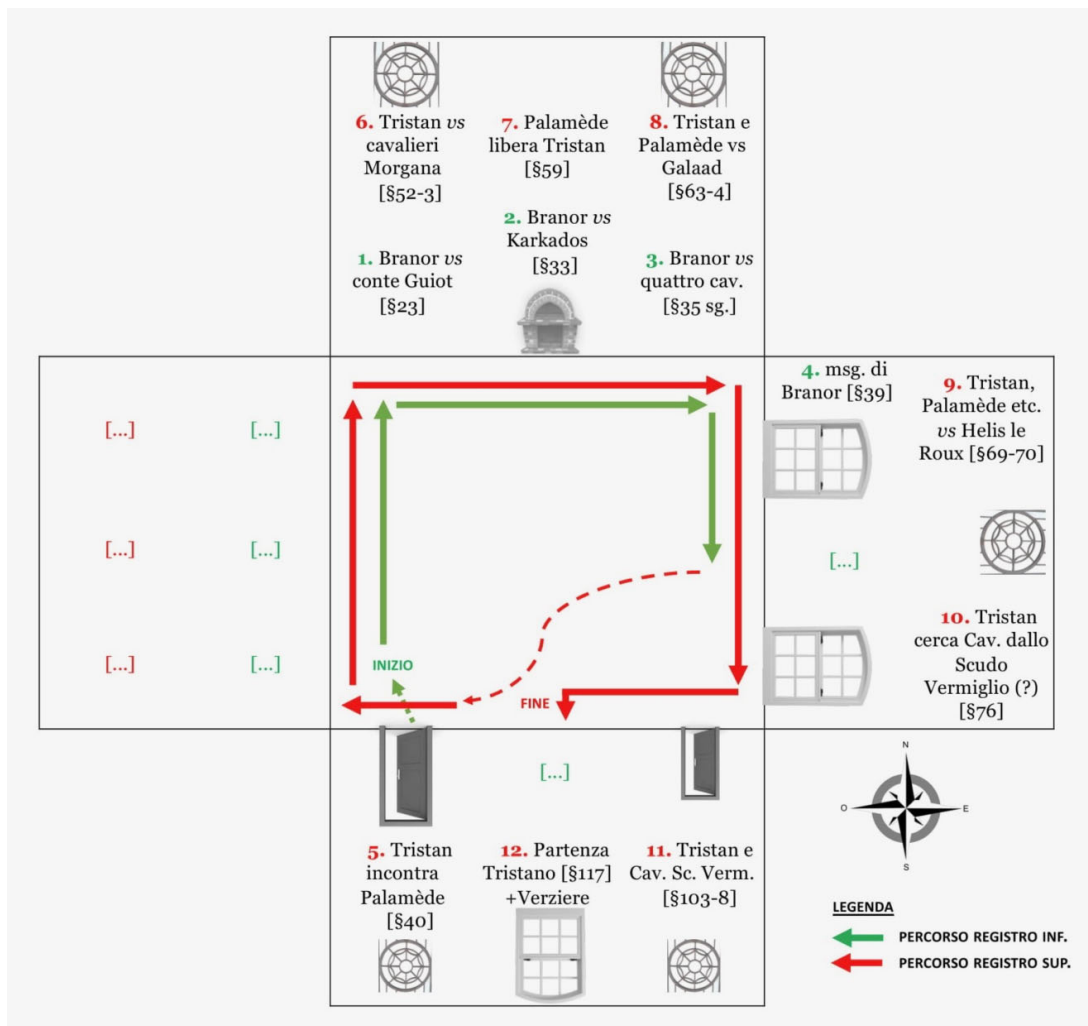 6. Tristan vs
cavalieri
Morgana
[§52-3]
7. Palamède
libera Tristan
[§59]
8. Tristan e
Palamède vs
Galaad
[§63-4]
1. Branor vs
conte Guiot
[§23]
2. Branor vs
Karkados
[§33]
3. Branor vs
quattro cav.
[§35 sg.]
[...]
[...]
4. msg. di
Branor [§39]
9. Tristan,
Palamède etc.
vs Helis le
Roux [§69-70]
[...]
[...]
[...]
[...]
[...]
INIZIO
FINE
10. Tristan
cerca Cav. dallo
Scudo
Vermiglio (?)
[§76]
[...]
5. Tristan
incontra
Palamède
[§40]
12. Partenza
Tristano [§117]
+Verziere
11. Tristan e
Cav. Sc. Verm.
[§103-8]
N
O
E
S
LEGENDA
PERCORSO REGISTRO INF.
PERCORSO REGISTRO SUP.